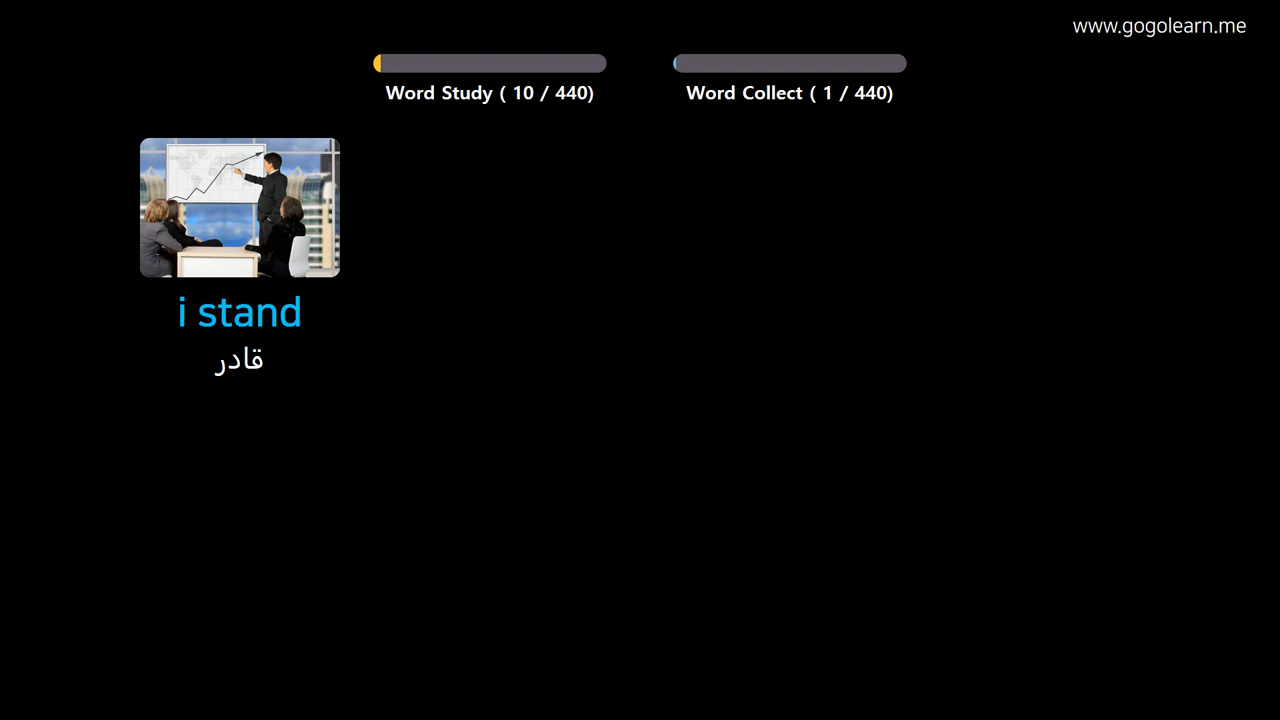 www.gogolearn.me
Word Study ( 10 / 440)
Word Collect ( 1 / 440)
i stand
قادر